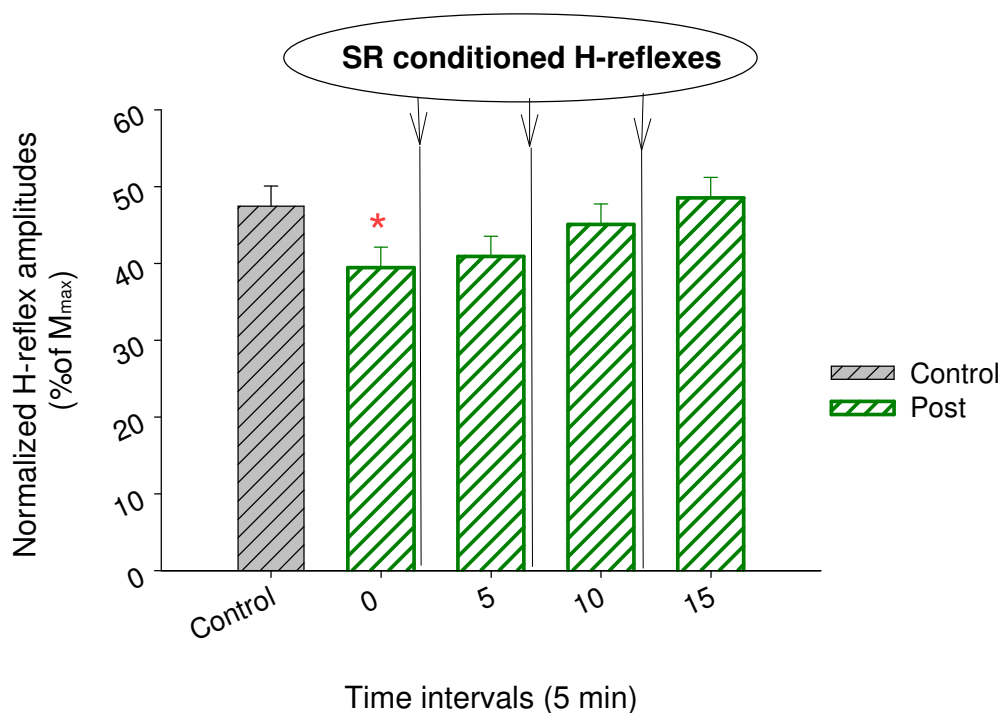 SR conditioned H-reflexes
Normalized H-reflex amplitudes
(%of Mmax)
60
50
40
30
20
10
0
*
Control
0
5
10
15
Time intervals (5 min)
Control
Post